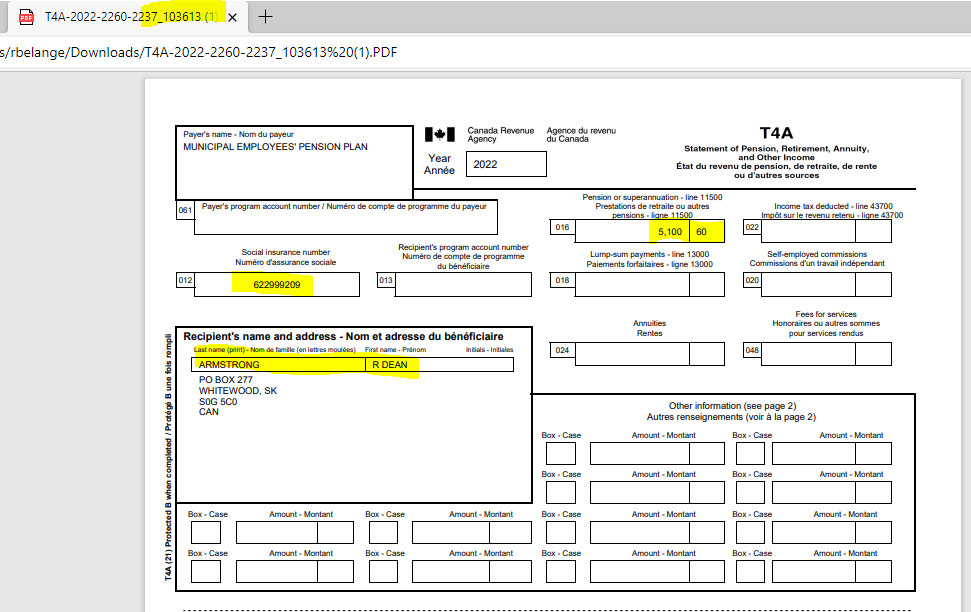 T4A-2022-2260-2237_103613 (1)
s/rbelange/Downloads/T4A-2022-2260-2237_103613%20(1).PDF
Payer's name - Nom du payeur
MUNICIPAL EMPLOYEES' PENSION PLAN
Canada Revenue Agency
Agence du revenu du Canada
Year
Année
2022
T4A
Statement of Pension, Retirement, Annuity,
and Other Income
État du revenu de pension, de retraite, de rente
ou d'autres sources
061
Payer's program account number / Numéro de compte de programme du payeur
Pension or superannuation - line 11500
Prestations de retraite ou autres
pensions - ligne 11500
016
5,100 60
Income tax deducted - line 43700
Impôt sur le revenu retenu - ligne 43700
022
Social insurance number
Numéro d'assurance sociale
012
622999209
Recipient's program account number
Numéro de compte de programme
du bénéficiaire
013
Lump-sum payments - line 13000
Paiements forfaitaires - ligne 13000
018
Self-employed commissions
Commissions d'un travail indépendant
020
Annuities
Rentes
024
Fees for services
Honoraires ou autres sommes
pour services rendus
048
Recipient's name and address - Nom et adresse du bénéficiaire
Last name (print) - Nom de famille (en lettres moulées) First name - Prénom Initials - Initiales
ARMSTRONG R DEAN
PO BOX 277
WHITEWOOD, SK
S0G 5C0
CAN
Other information (see page 2)
Autres renseignements (voir à la page 2)
Box - Case Amount - Montant Box - Case Amount - Montant
Box - Case Amount - Montant Box - Case Amount - Montant
Box - Case Amount - Montant Box - Case Amount - Montant Box - Case Amount - Montant Box - Case Amount - Montant
Box - Case Amount - Montant Box - Case Amount - Montant Box - Case Amount - Montant Box - Case Amount - Montant
T4A (21) Protected B when completed / Protégé B une fois rempli